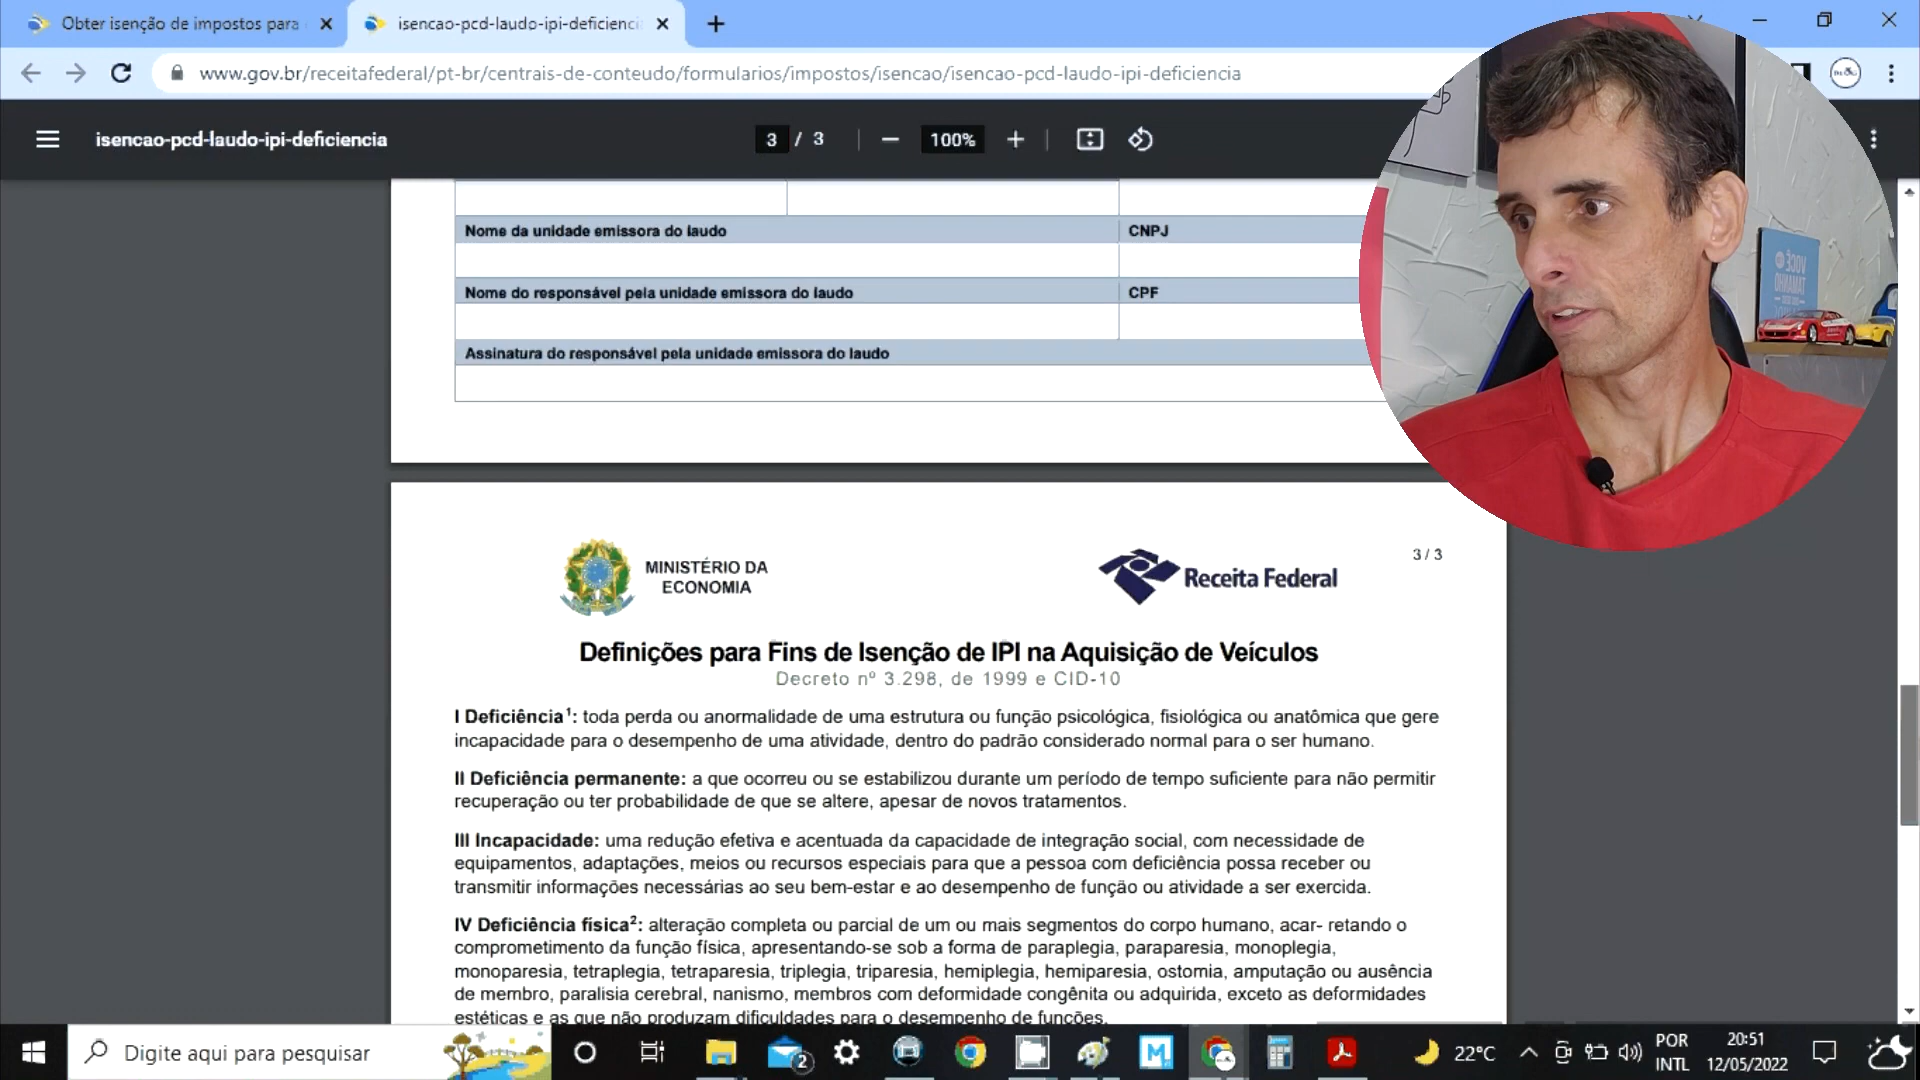 Obter isenção de impostos para
isencao-pcd-laudo-ipi-deficienci
www.gov.br/receitafederal/pt-br/centrais-de-conteudo/formularios/impostos/isencao/isencao-pcd-laudo-ipi-deficiencia
isencao-pcd-laudo-ipi-deficiencia
3 / 3
100%
Nome da unidade emissora do laudo
CNPJ
Nome do responsável pela unidade emissora do laudo
CPF
Assinatura do responsável pela unidade emissora do laudo
VOCÊ
TAMANHO
MINISTÉRIO DA
ECONOMIA
Receita Federal
3 / 3
Definições para Fins de Isenção de IPI na Aquisição de Veículos
Decreto nº 3.298, de 1999 e CID-10
I Deficiência¹: toda perda ou anormalidade de uma estrutura ou função psicológica, fisiológica ou anatômica que gere
incapacidade para o desempenho de uma atividade, dentro do padrão considerado normal para o ser humano.
II Deficiência permanente: a que ocorreu ou se estabilizou durante um período de tempo suficiente para não permitir
recuperação ou ter probabilidade de que se altere, apesar de novos tratamentos.
III Incapacidade: uma redução efetiva e acentuada da capacidade de integração social, com necessidade de
equipamentos, adaptações, meios ou recursos especiais para que a pessoa com deficiência possa receber ou
transmitir informações necessárias ao seu bem-estar e ao desempenho de função ou atividade a ser exercida.
IV Deficiência física²: alteração completa ou parcial de um ou mais segmentos do corpo humano, acar- retando o
comprometimento da função física, apresentando-se sob a forma de paraplegia, paraparesia, monoplegia,
monoparesia, tetraplegia, tetraparesia, triplegia, triparesia, hemiplegia, hemiparesia, ostomia, amputação ou ausência
de membro, paralisia cerebral, nanismo, membros com deformidade congênita ou adquirida, exceto as deformidades
estéticas e as que não produzam dificuldades para o desempenho de funções.
Digite aqui para pesquisar
2
M
22°C
POR
INTL
20:51
12/05/2022